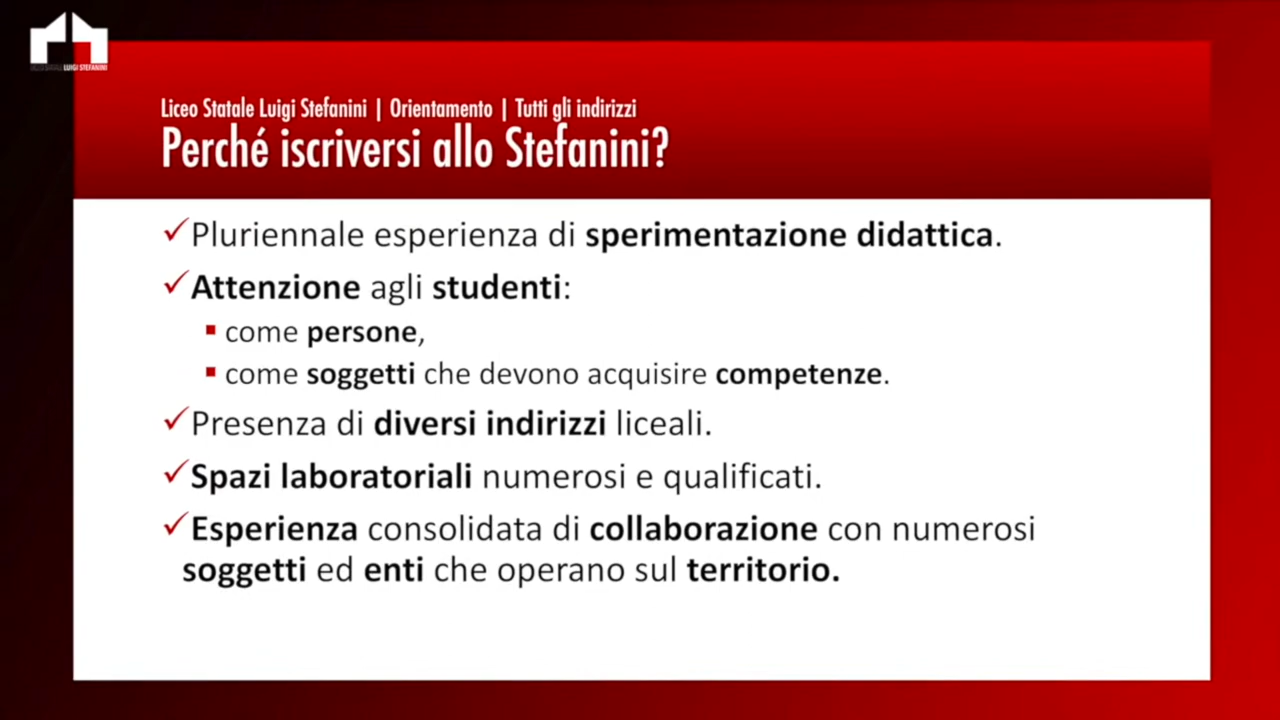 LUIGI STEFANINI
Liceo Statale Luigi Stefanini | Orientamento | Tutti gli indirizzi
Perché iscriversi allo Stefanini?
✓Pluriennale esperienza di sperimentazione didattica.
✓Attenzione agli studenti:
▪ come persone,
▪ come soggetti che devono acquisire competenze.
✓Presenza di diversi indirizzi liceali.
✓Spazi laboratoriali numerosi e qualificati.
✓Esperienza consolidata di collaborazione con numerosi
soggetti ed enti che operano sul territorio.